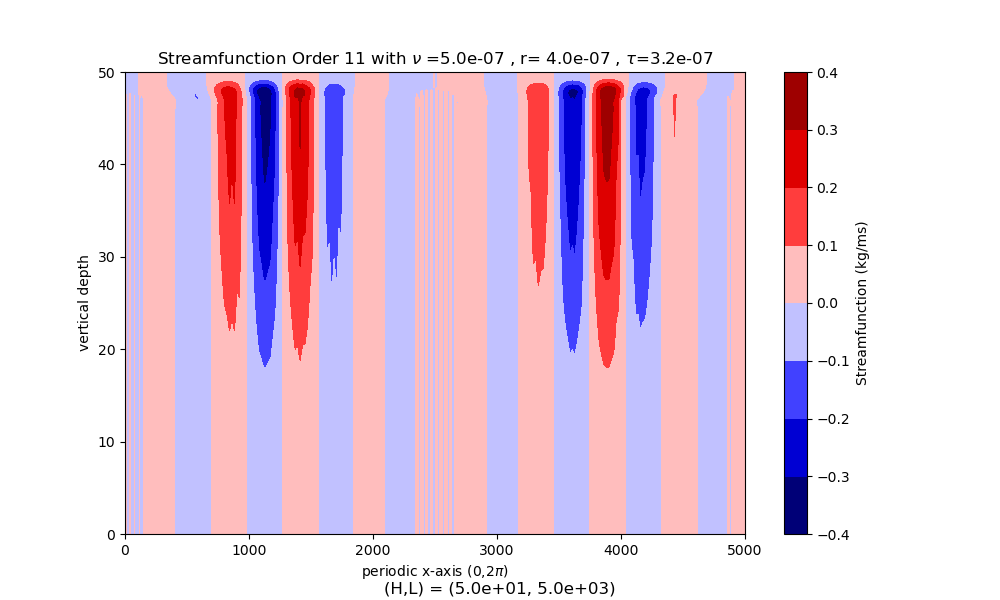 Streamfunction Order 11 with ν =5.0e-07 , r= 4.0e-07 , τ=3.2e-07
50
40
30
20
10
0
vertical depth
0 1000 2000 3000 4000 5000
periodic x-axis (0,2π)
(H,L) = (5.0e+01, 5.0e+03)
0.4
0.3
0.2
0.1
0.0
−0.1
−0.2
−0.3
−0.4
Streamfunction (kg/ms)